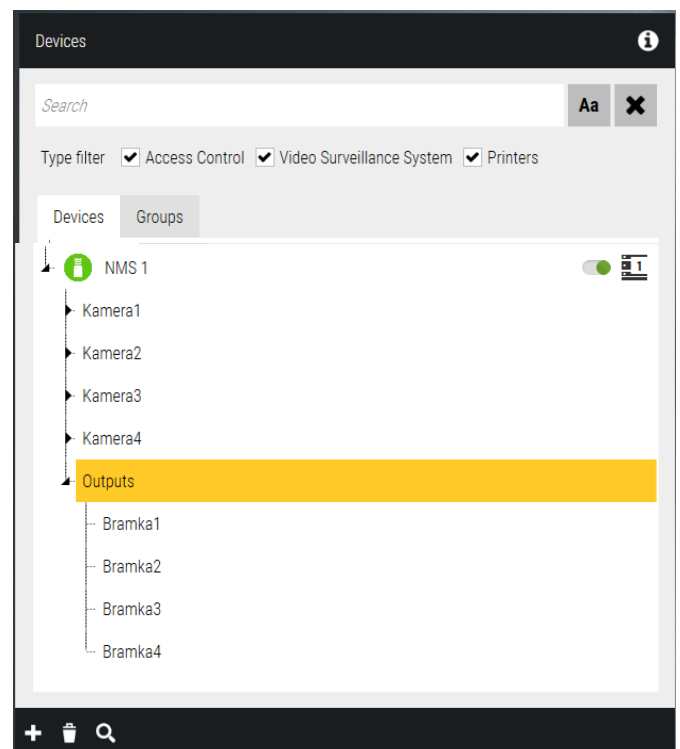 Devices
Search Aa
Type filter Access Control Video Surveillance System Printers
Devices Groups
NMS 1 1
Kamera1
Kamera2
Kamera3
Kamera4
Outputs
Bramka1
Bramka2
Bramka3
Bramka4